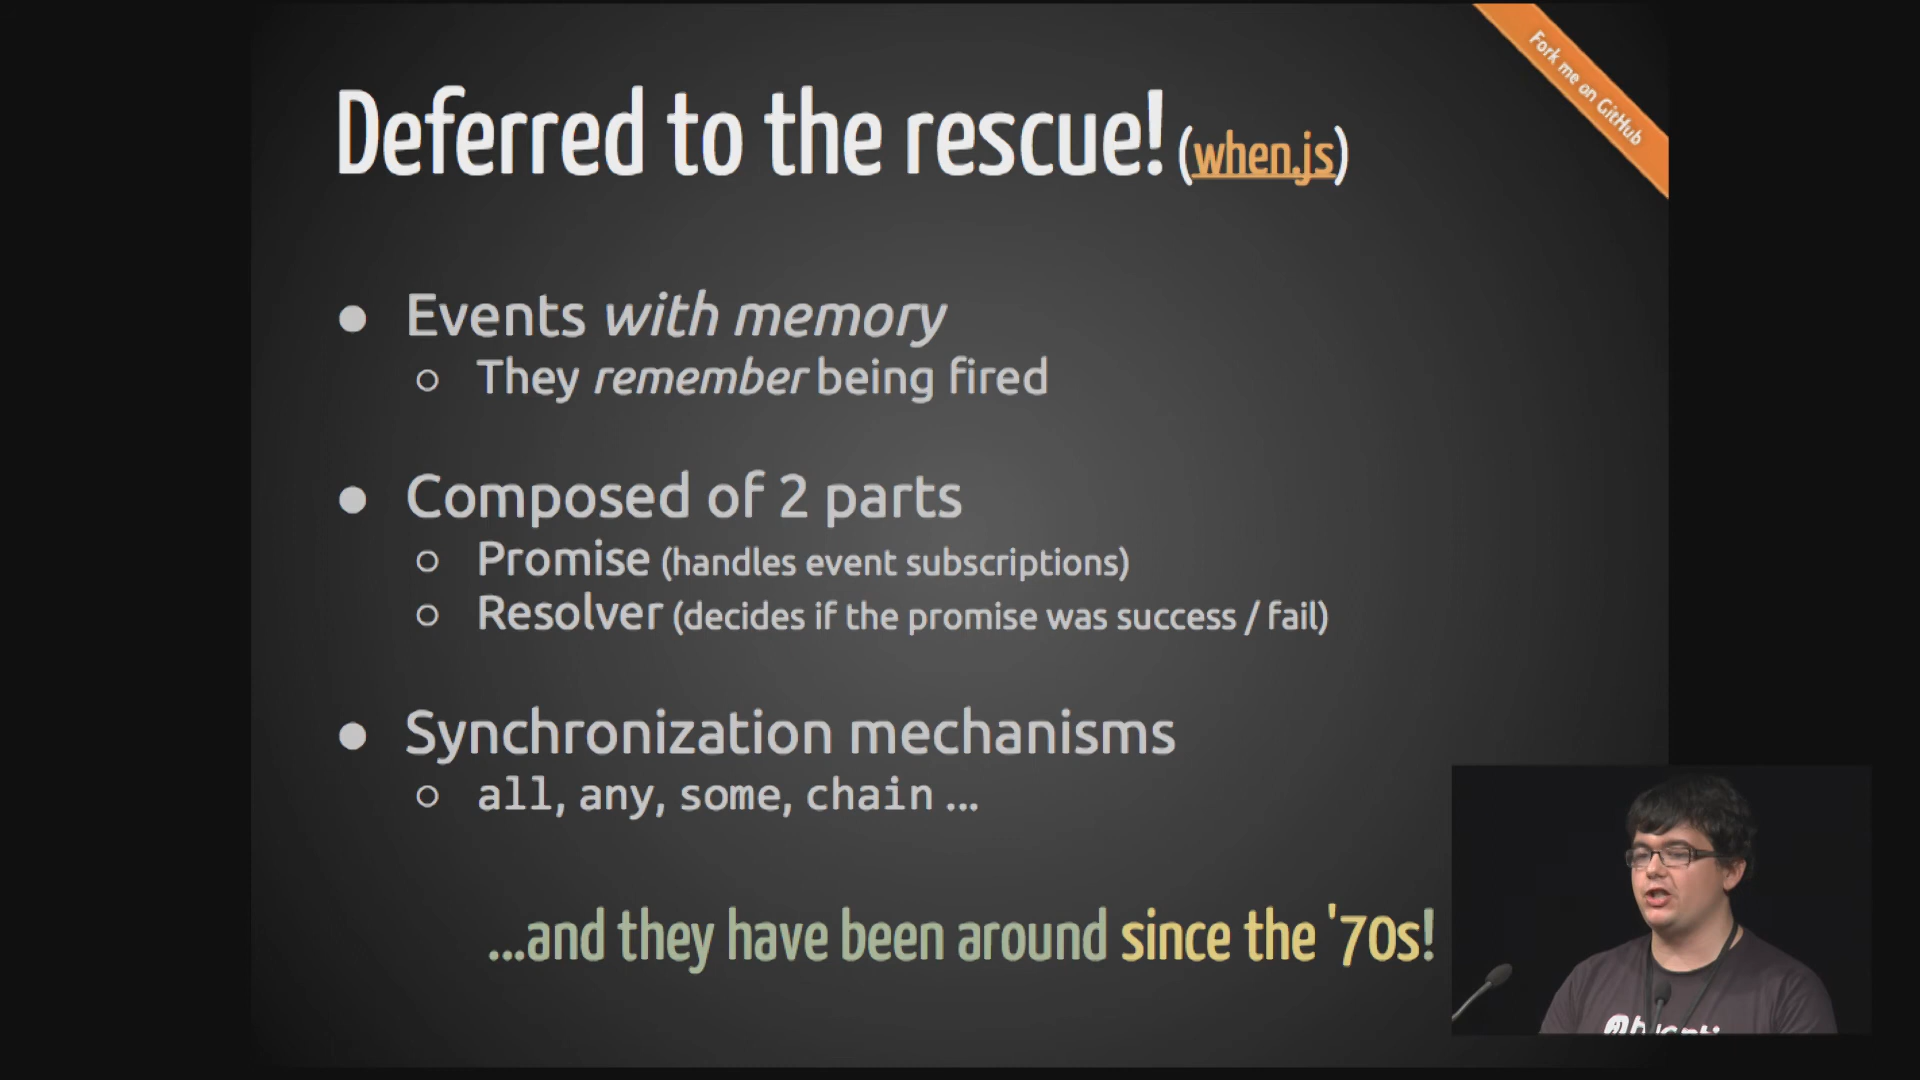 Fork me on GitHub
Deferred to the rescue! (when.js)
● Events with memory
○ They remember being fired
● Composed of 2 parts
○ Promise (handles event subscriptions)
○ Resolver (decides if the promise was success / fail)
● Synchronization mechanisms
○ all, any, some, chain ...
...and they have been around since the '70s!